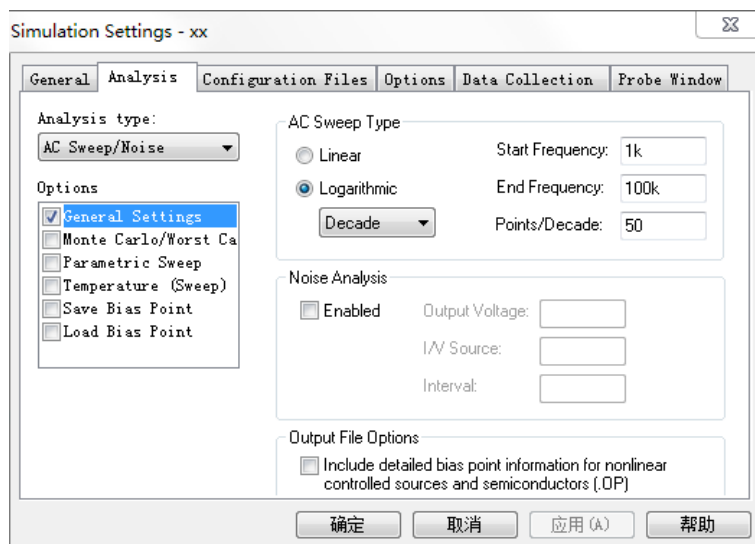 Simulation Settings - xx
General Analysis Configuration Files Options Data Collection Probe Window
Analysis type:
AC Sweep/Noise
Options
General Settings
Monte Carlo/Worst Ca
Parametric Sweep
Temperature (Sweep)
Save Bias Point
Load Bias Point
AC Sweep Type
Linear
Logarithmic
Decade
Start Frequency: 1k
End Frequency: 100k
Points/Decade: 50
Noise Analysis
Enabled
Output Voltage:
I/V Source:
Interval:
Output File Options
Include detailed bias point information for nonlinear
controlled sources and semiconductors (.OP)
确定 取消 应用(A) 帮助